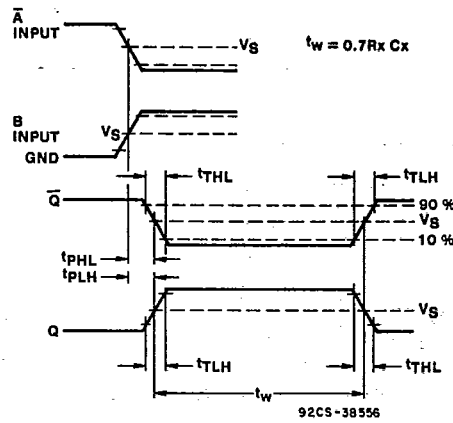 A̅
INPUT
VS
tW = 0.7Rx Cx
B
INPUT
VS
GND
tTHL
tTLH
Q̅
90 %
VS
10 %
tPHL
tPLH
VS
Q
tTLH
tTHL
tW
92CS-38556